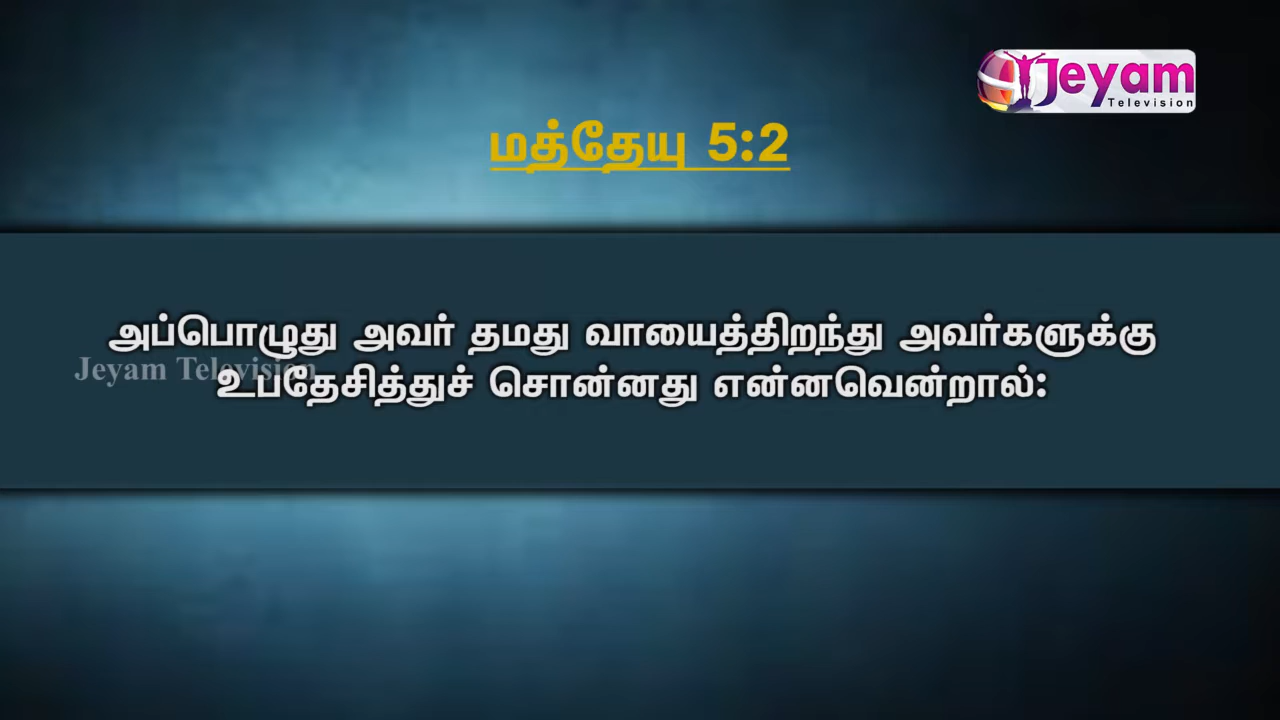 Jeyam
Television
மத்தேயு 5:2
அப்பொழுது அவர் தமது வாயைத்திறந்து அவர்களுக்கு
Jeyam Television
உபதேசித்துச் சொன்னது என்னவென்றால்: